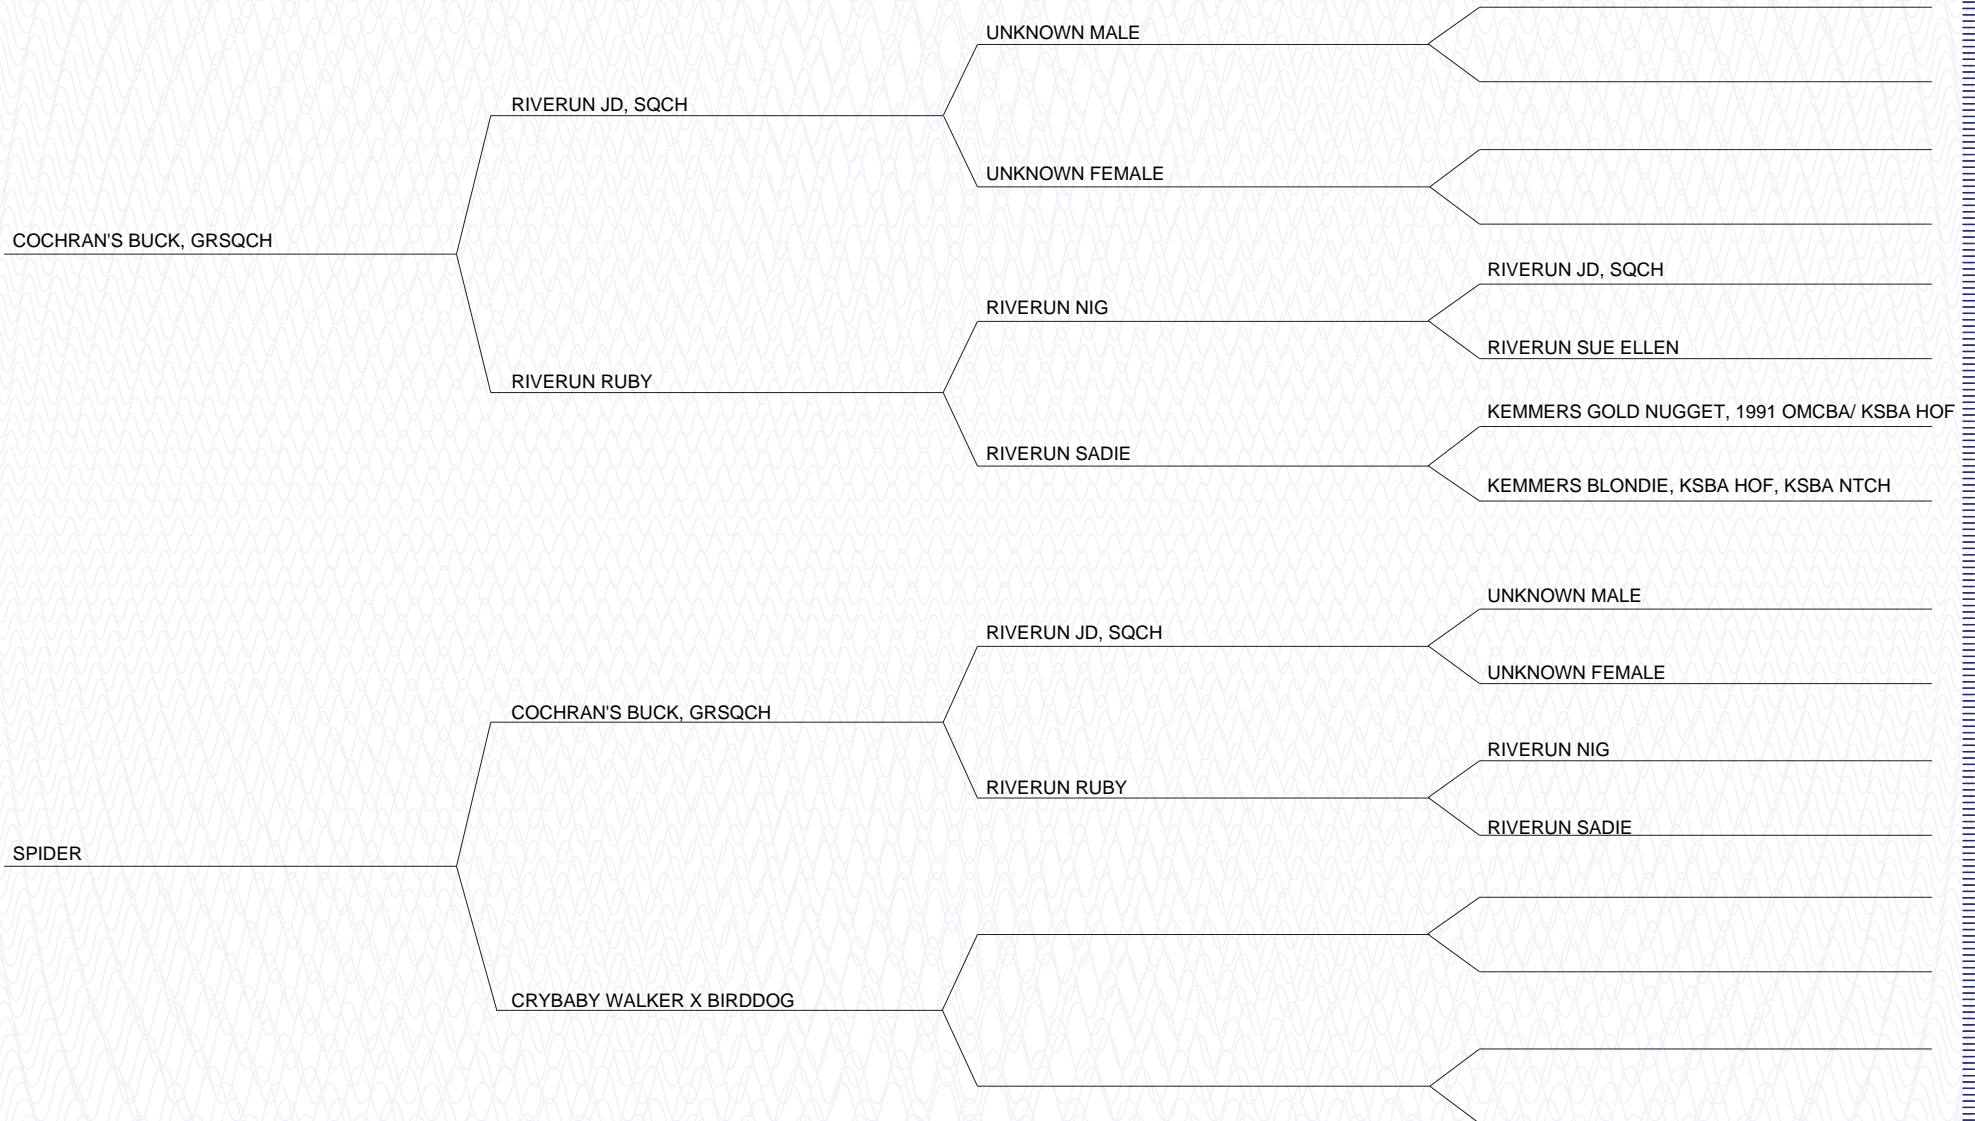 UNKNOWN MALE
RIVERUN JD, SQCH
UNKNOWN FEMALE
COCHRAN'S BUCK, GRSQCH
RIVERUN JD, SQCH
RIVERUN NIG
RIVERUN SUE ELLEN
RIVERUN RUBY
KEMMERS GOLD NUGGET, 1991 OMCBA/ KSBA HOF
RIVERUN SADIE
KEMMERS BLONDIE, KSBA HOF, KSBA NTCH
UNKNOWN MALE
RIVERUN JD, SQCH
UNKNOWN FEMALE
COCHRAN'S BUCK, GRSQCH
RIVERUN NIG
RIVERUN RUBY
RIVERUN SADIE
SPIDER
CRYBABY WALKER X BIRDDOG